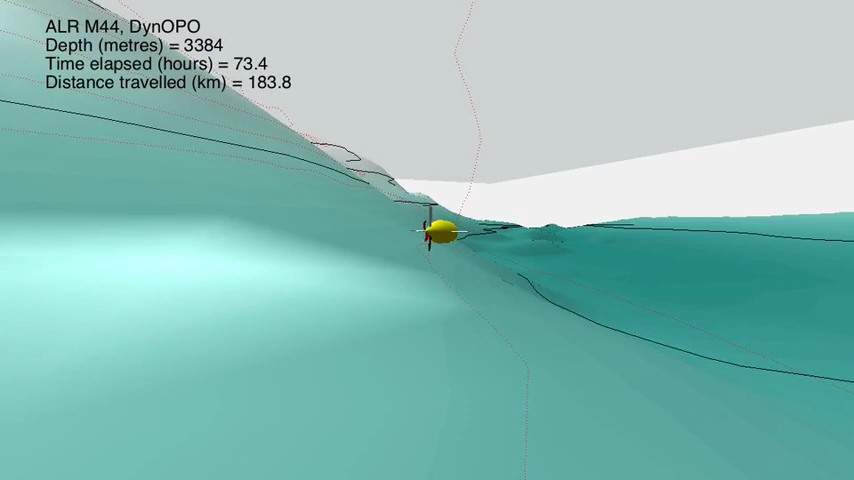 ALR M44, DynOPO
Depth (metres) = 3384
Time elapsed (hours) = 73.4
Distance travelled (km) = 183.8